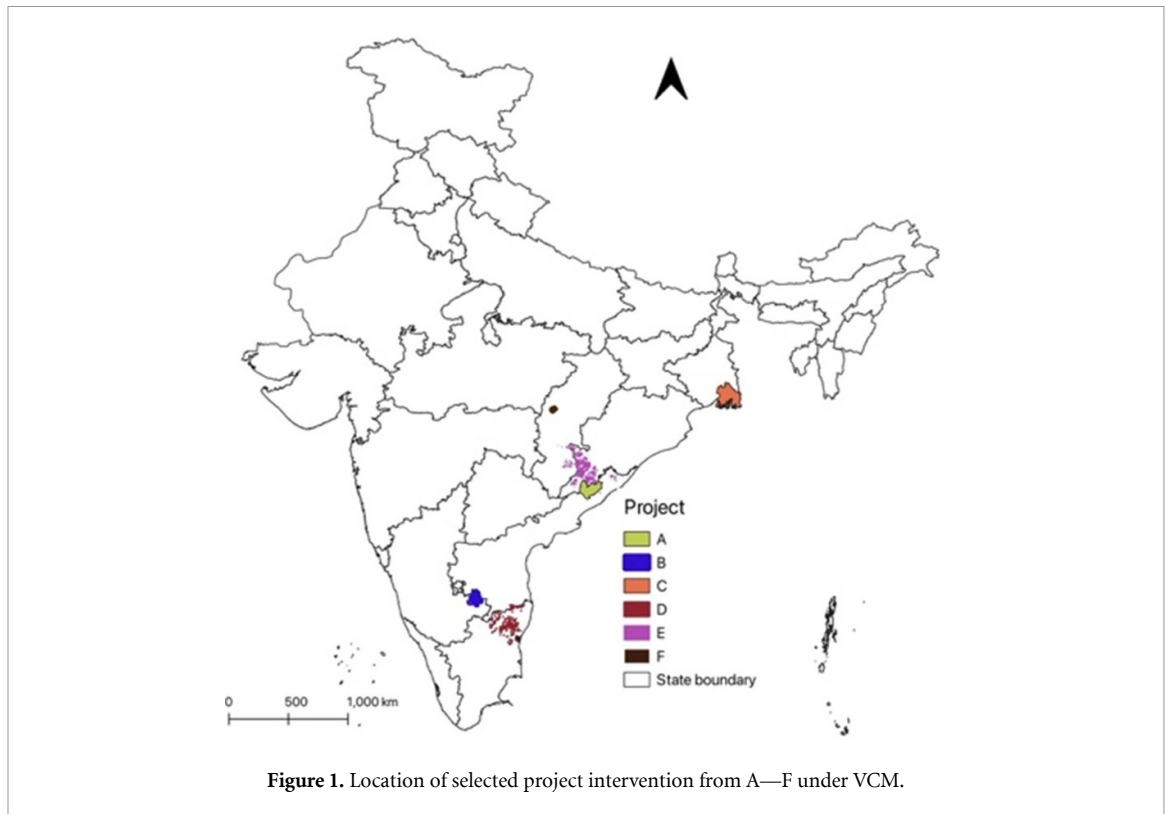 Project
A
B
C
D
E
F
State boundary
0 500 1,000 km
Figure 1. Location of selected project intervention from A—F under VCM.